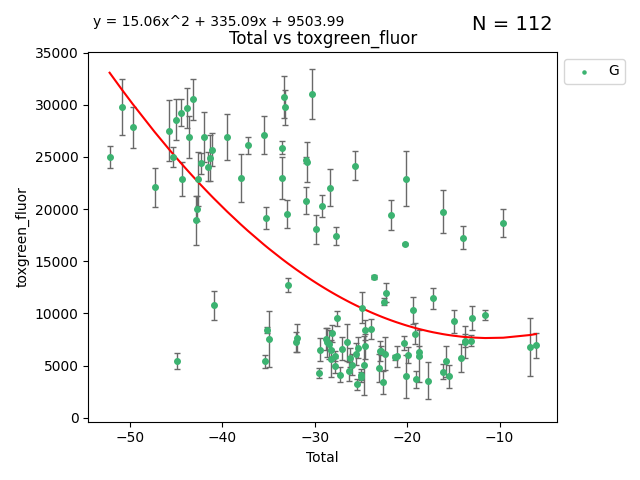 y = 15.06x^2 + 335.09x + 9503.99
N = 112
Total vs toxgreen_fluor
G
35000
30000
25000
20000
15000
10000
5000
0
toxgreen_fluor
−50 −40 −30 −20 −10
Total